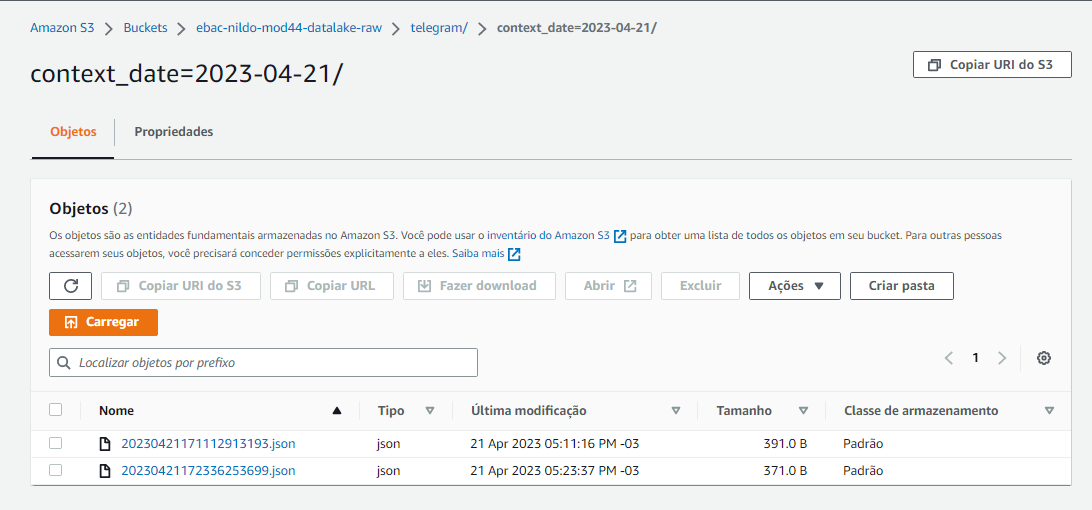 Amazon S3 > Buckets > ebac-nildo-mod44-datalake-raw > telegram/ > context_date=2023-04-21/
context_date=2023-04-21/
Copiar URI do S3
Objetos Propriedades
Objetos (2)
Os objetos são as entidades fundamentais armazenadas no Amazon S3. Você pode usar o inventário do Amazon S3 para obter uma lista de todos os objetos em seu bucket. Para outras pessoas
acessarem seus objetos, você precisará conceder permissões explicitamente a eles. Saiba mais
Copiar URI do S3 Copiar URL Fazer download Abrir Excluir Ações Criar pasta
Carregar
Localizar objetos por prefixo
1
Nome Tipo Última modificação Tamanho Classe de armazenamento
20230421171112913193.json json 21 Apr 2023 05:11:16 PM -03 391.0 B Padrão
20230421172336253699.json json 21 Apr 2023 05:23:37 PM -03 371.0 B Padrão